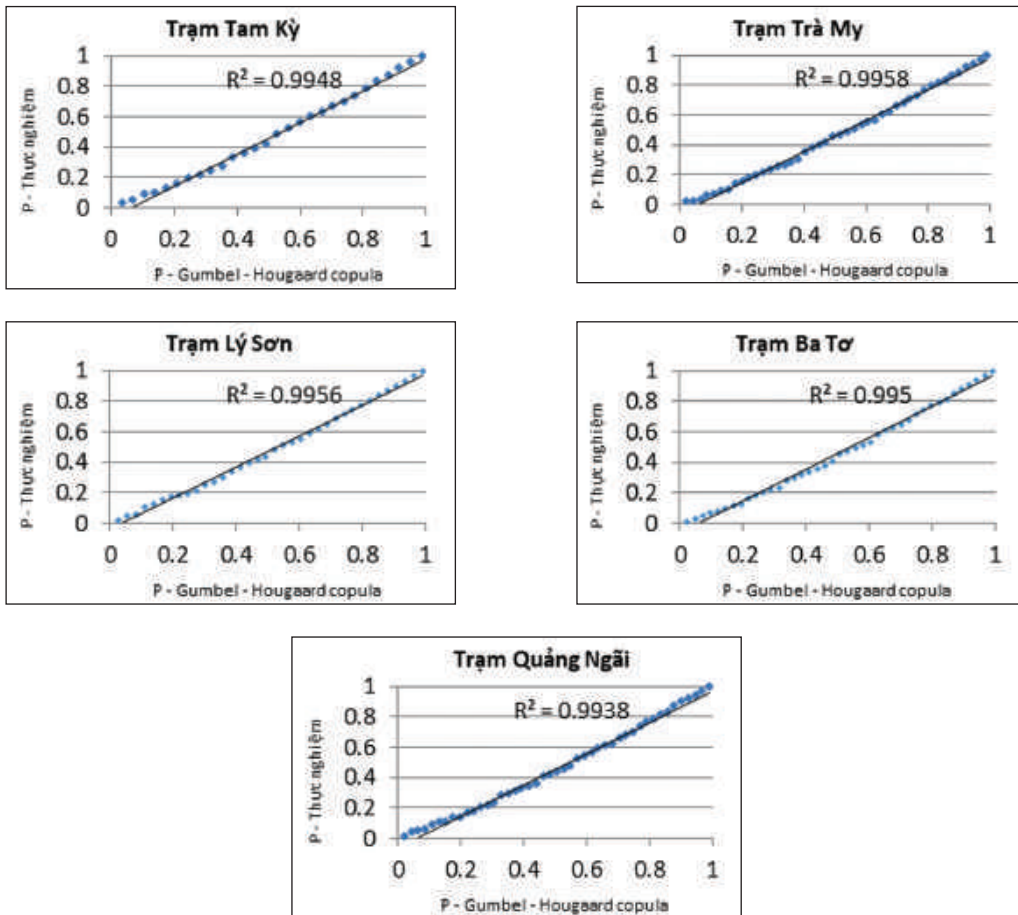 Trạm Tam Kỳ
R² = 0.9948
1
0.8
0.6
0.4
0.2
0
0 0.2 0.4 0.6 0.8 1
P - Thực nghiệm
P - Gumbel - Hougaard copula
Trạm Trà My
R² = 0.9958
1
0.8
0.6
0.4
0.2
0
0 0.2 0.4 0.6 0.8 1
P - Thực nghiệm
P - Gumbel - Hougaard copula
Trạm Lý Sơn
R² = 0.9956
1
0.8
0.6
0.4
0.2
0
0 0.2 0.4 0.6 0.8 1
P - Thực nghiệm
P - Gumbel - Hougaard copula
Trạm Ba Tơ
R² = 0.995
1
0.8
0.6
0.4
0.2
0
0 0.2 0.4 0.6 0.8 1
P - Thực nghiệm
P - Gumbel - Hougaard copula
Trạm Quảng Ngãi
R² = 0.9938
1
0.8
0.6
0.4
0.2
0
0 0.2 0.4 0.6 0.8 1
P - Thực nghiệm
P - Gumbel - Hougaard copula